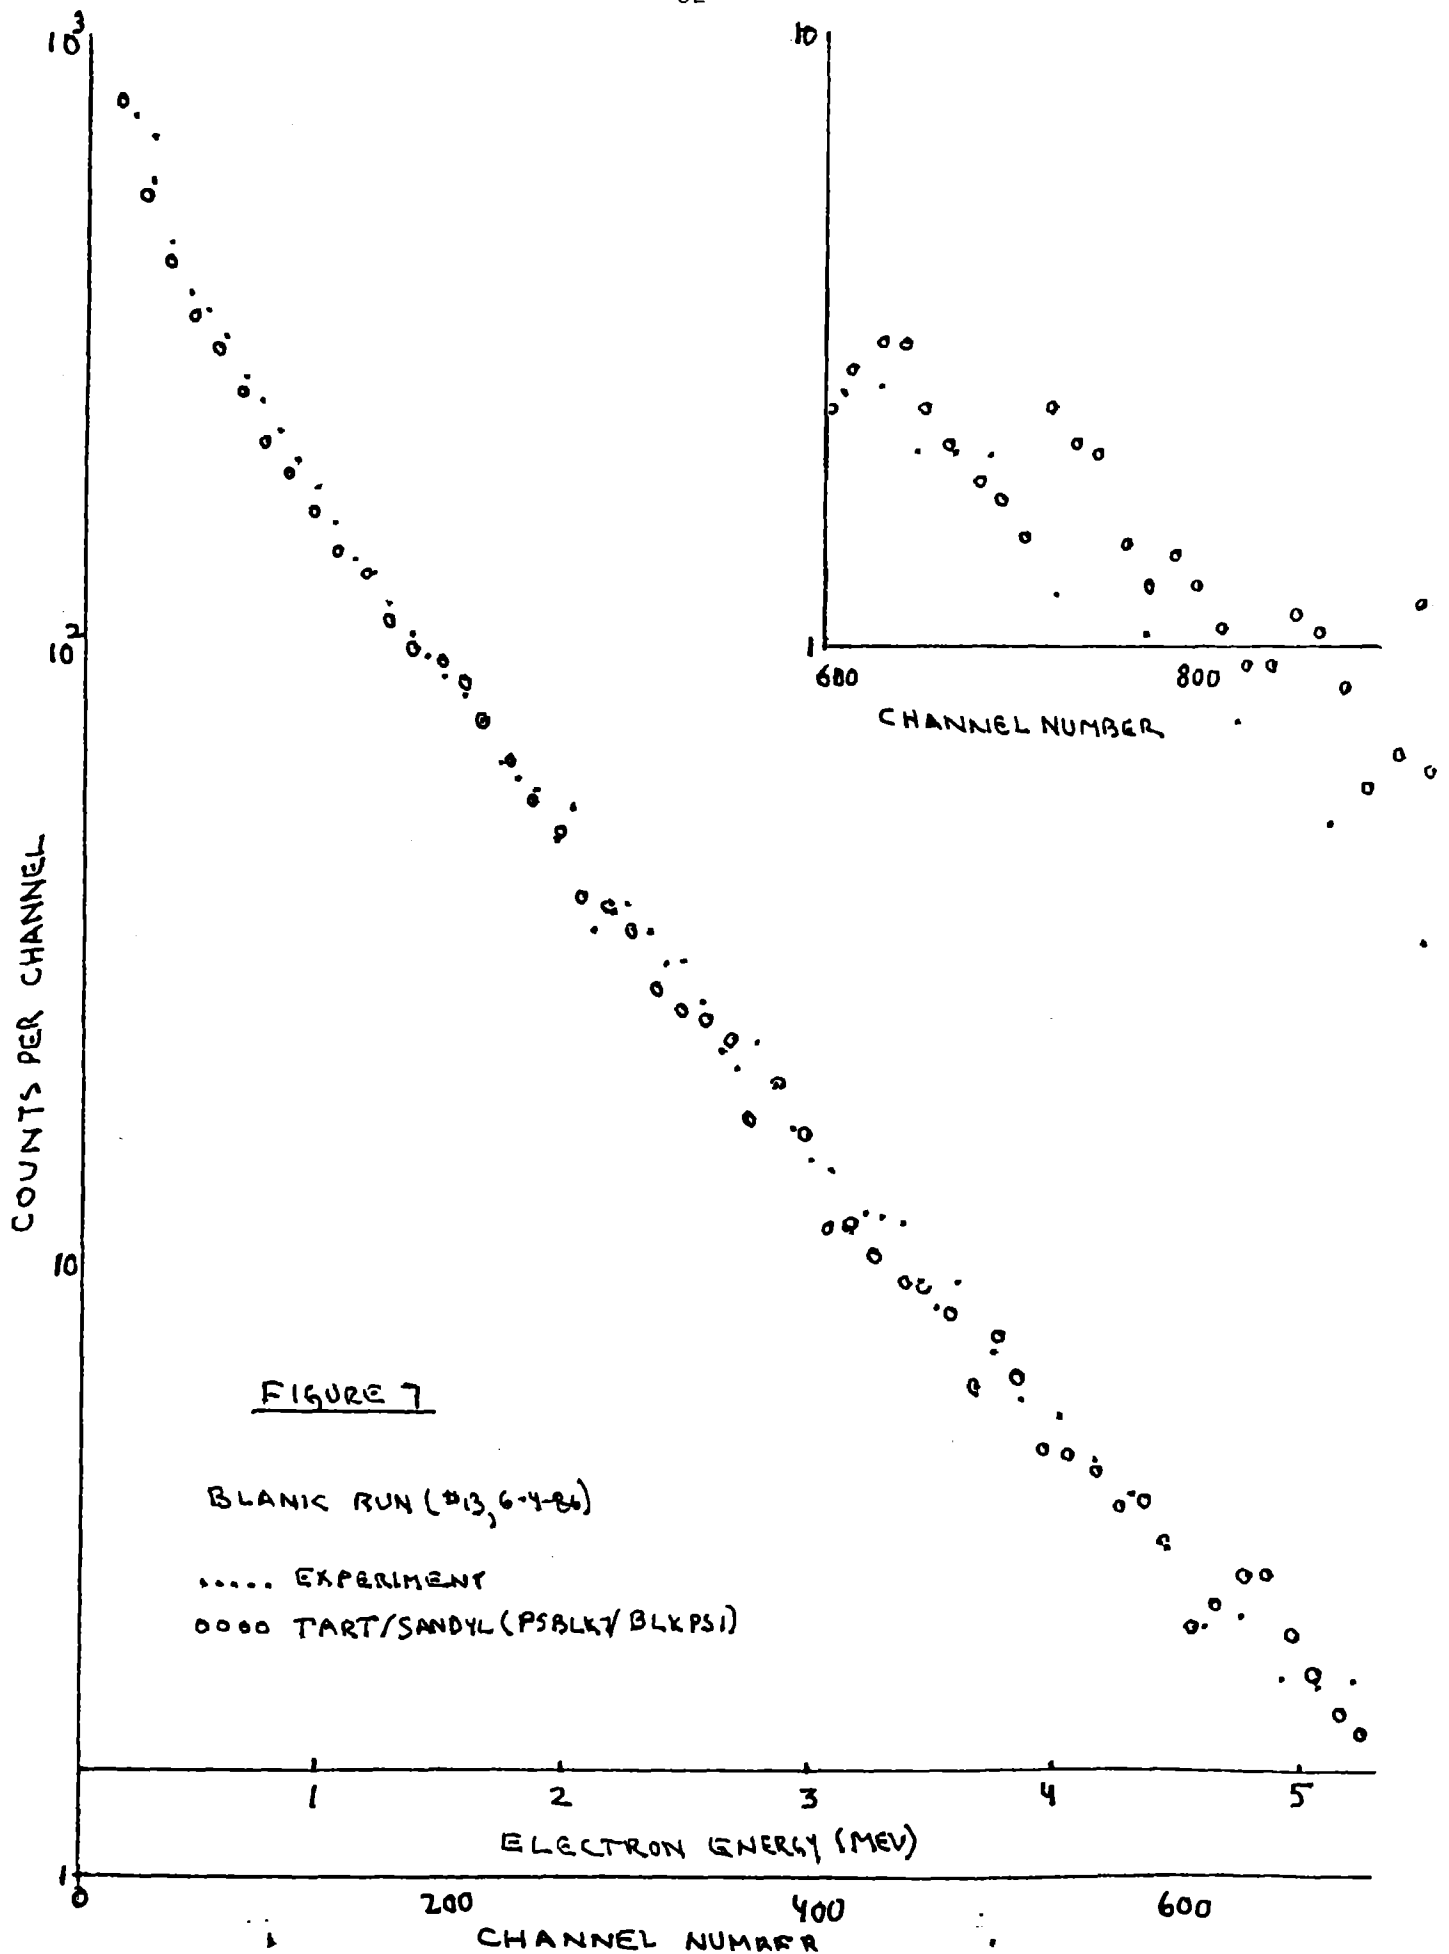 10³
10²
10
1
COUNTS PER CHANNEL
10
1
600 800
CHANNEL NUMBER
FIGURE 7
BLANK RUN (#13, 6-4-86)
..... EXPERIMENT
oooo TART/SANDYL (PSBLK7/BLKPS1)
1 2 3 4 5
ELECTRON ENERGY (MEV)
0 200 400 600
CHANNEL NUMBER